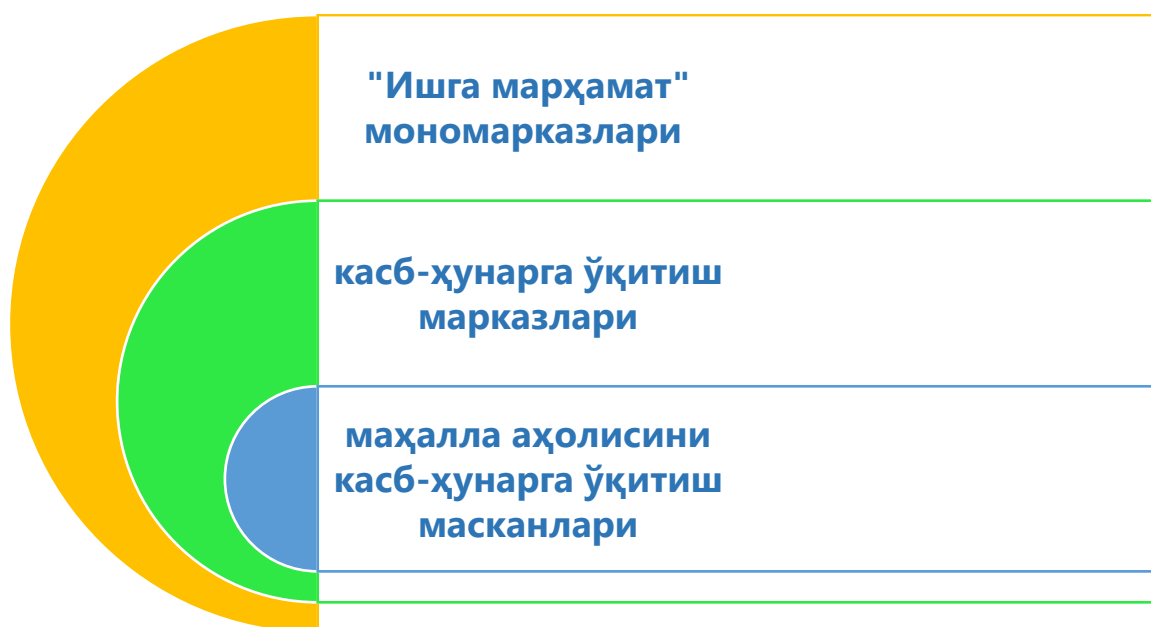 "Ишга марҳамат"
мономарказлари
касб-ҳунарга ўқитиш
марказлари
маҳалла аҳолисини
касб-ҳунарга ўқитиш
масканлари